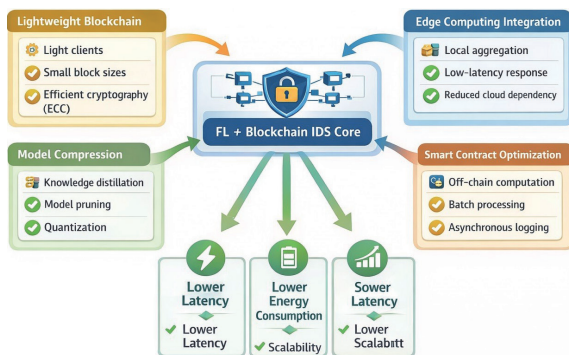 Lightweight Blockchain
Light clients
Small block sizes
Efficient cryptography
(ECC)
Edge Computing Integration
Local aggregation
Low-latency response
Reduced cloud dependency
FL + Blockchain IDS Core
Model Compression
Knowledge distillation
Model pruning
Quantization
Smart Contract Optimization
Off-chain computation
Batch processing
Asynchronous logging
Lower
Latency
Lower
Latency
Lower
Energy
Consumption
Scalability
Sower
Latency
Lower
Scalabitt